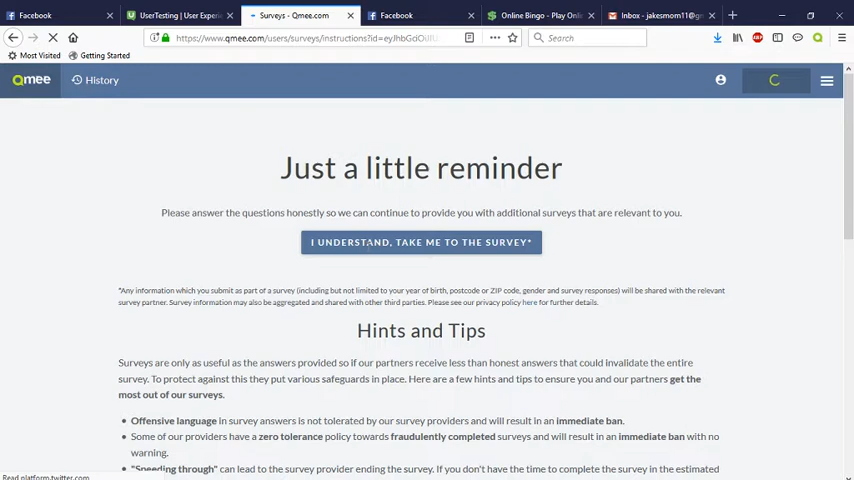 Facebook
UserTesting | User Experi
Surveys - Qmee.com
Facebook
Online Bingo - Play Onli
Inbox - jakesmom11@g
https://www.qmee.com/users/surveys/instructions?id=eyJhbGciOiJI
Search
Most Visited
Getting Started
qmee
History
Just a little reminder
Please answer the questions honestly so we can continue to provide you with additional surveys that are relevant to you.
I UNDERSTAND, TAKE ME TO THE SURVEY*
*Any information which you submit as part of a survey (including but not limited to your year of birth, postcode or ZIP code, gender and survey responses) will be shared with the relevant
survey partner. Survey information may also be aggregated and shared with other third parties. Please see our privacy policy here for further details.
Hints and Tips
Surveys are only as useful as the answers provided so if our partners receive less than honest answers that could invalidate the entire
survey. To protect against this they put various safeguards in place. Here are a few hints and tips to ensure you and our partners get the
most out of our surveys.
• Offensive language in survey answers is not tolerated by our survey providers and will result in an immediate ban.
• Some of our providers have a zero tolerance policy towards fraudulently completed surveys and will result in an immediate ban with no
warning.
• "Speeding through" can lead to the survey provider ending the survey. If you don't have the time to complete the survey in the estimated
Read platform.twitter.com